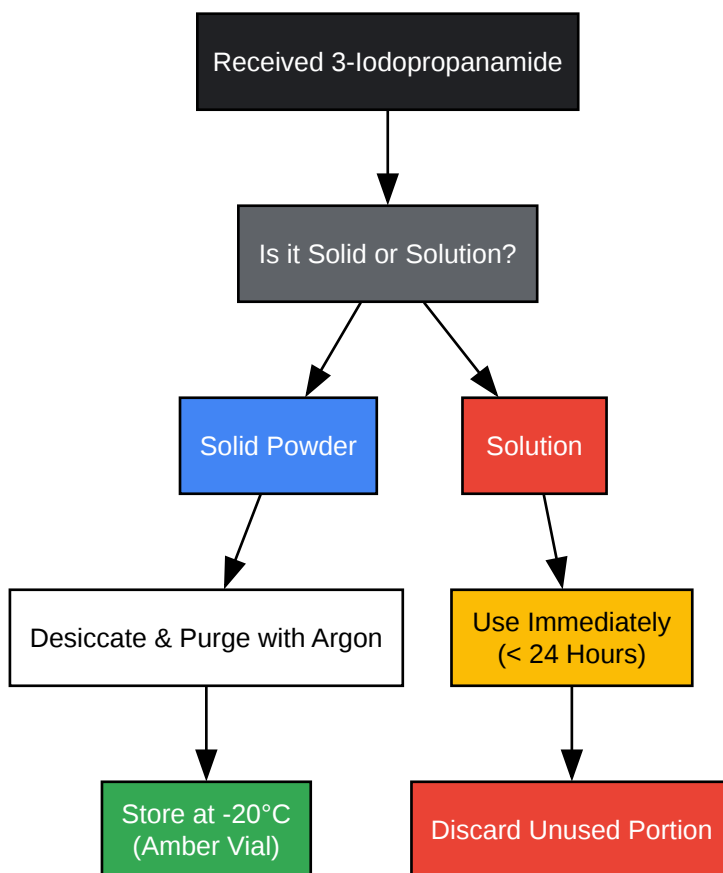 Received 3-Iodopropanamide
Is it Solid or Solution?
Solid Powder
Solution
Desiccate & Purge with Argon
Use Immediately
(< 24 Hours)
Store at -20°C
(Amber Vial)
Discard Unused Portion